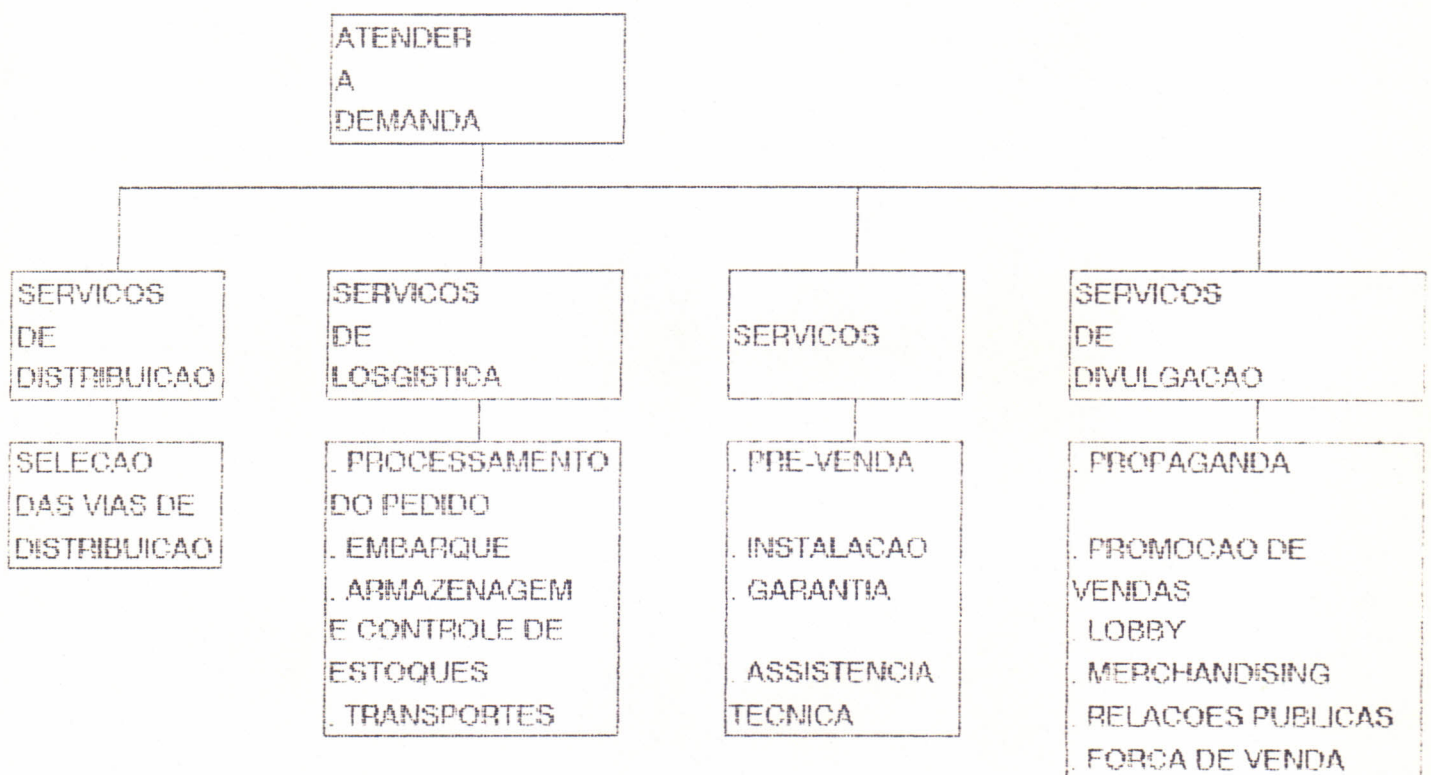 ATENDER
A
DEMANDA
SERVICOS
DE
DISTRIBUICAO
SERVICOS
DE
LOSGISTICA
SERVICOS
SERVICOS
DE
DIVULGACAO
SELECAO
DAS VIAS DE
DISTRIBUICAO
. PROCESSAMENTO
DO PEDIDO
. EMBARQUE
. ARMAZENAGEM
E CONTROLE DE
ESTOQUES
. TRANSPORTES
. PRE-VENDA
. INSTALACAO
. GARANTIA
. ASSISTENCIA
TECNICA
. PROPAGANDA
. PROMOCAO DE
VENDAS
. LOBBY
. MERCHANDISING
. RELACOES PUBLICAS
. FORCA DE VENDA